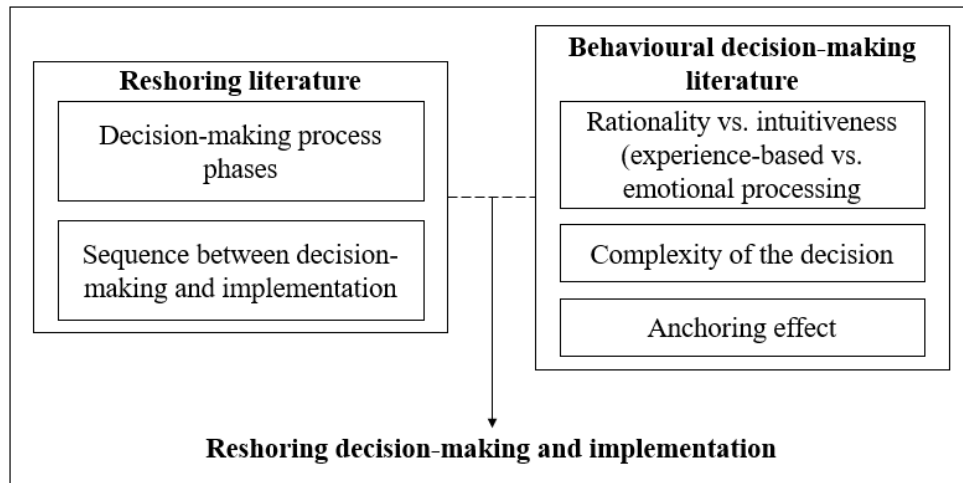 Reshoring literature
Decision-making process
phases
Sequence between decision-
making and implementation
Behavioural decision-making
literature
Rationality vs. intuitiveness
(experience-based vs.
emotional processing
Complexity of the decision
Anchoring effect
Reshoring decision-making and implementation